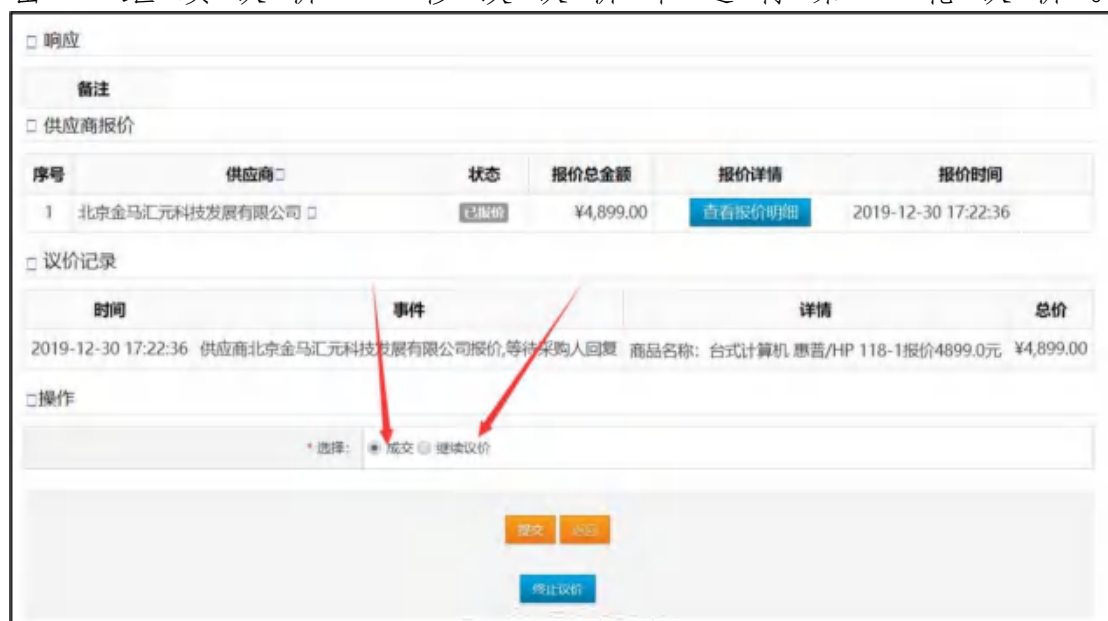 □ 响应
备注
□ 供应商报价
序号 供应商□ 状态 报价总金额 报价详情 报价时间
1 北京金马汇元科技发展有限公司 □ 已报价 ¥4,899.00 查看报价明细 2019-12-30 17:22:36
□ 议价记录
时间 事件 详情 总价
2019-12-30 17:22:36 供应商北京金马汇元科技发展有限公司报价,等待采购人回复 商品名称：台式计算机 惠普/HP 118-1报价4899.0元 ¥4,899.00
□操作
* 选择： 成交 继续议价
提交 返回
终止议价